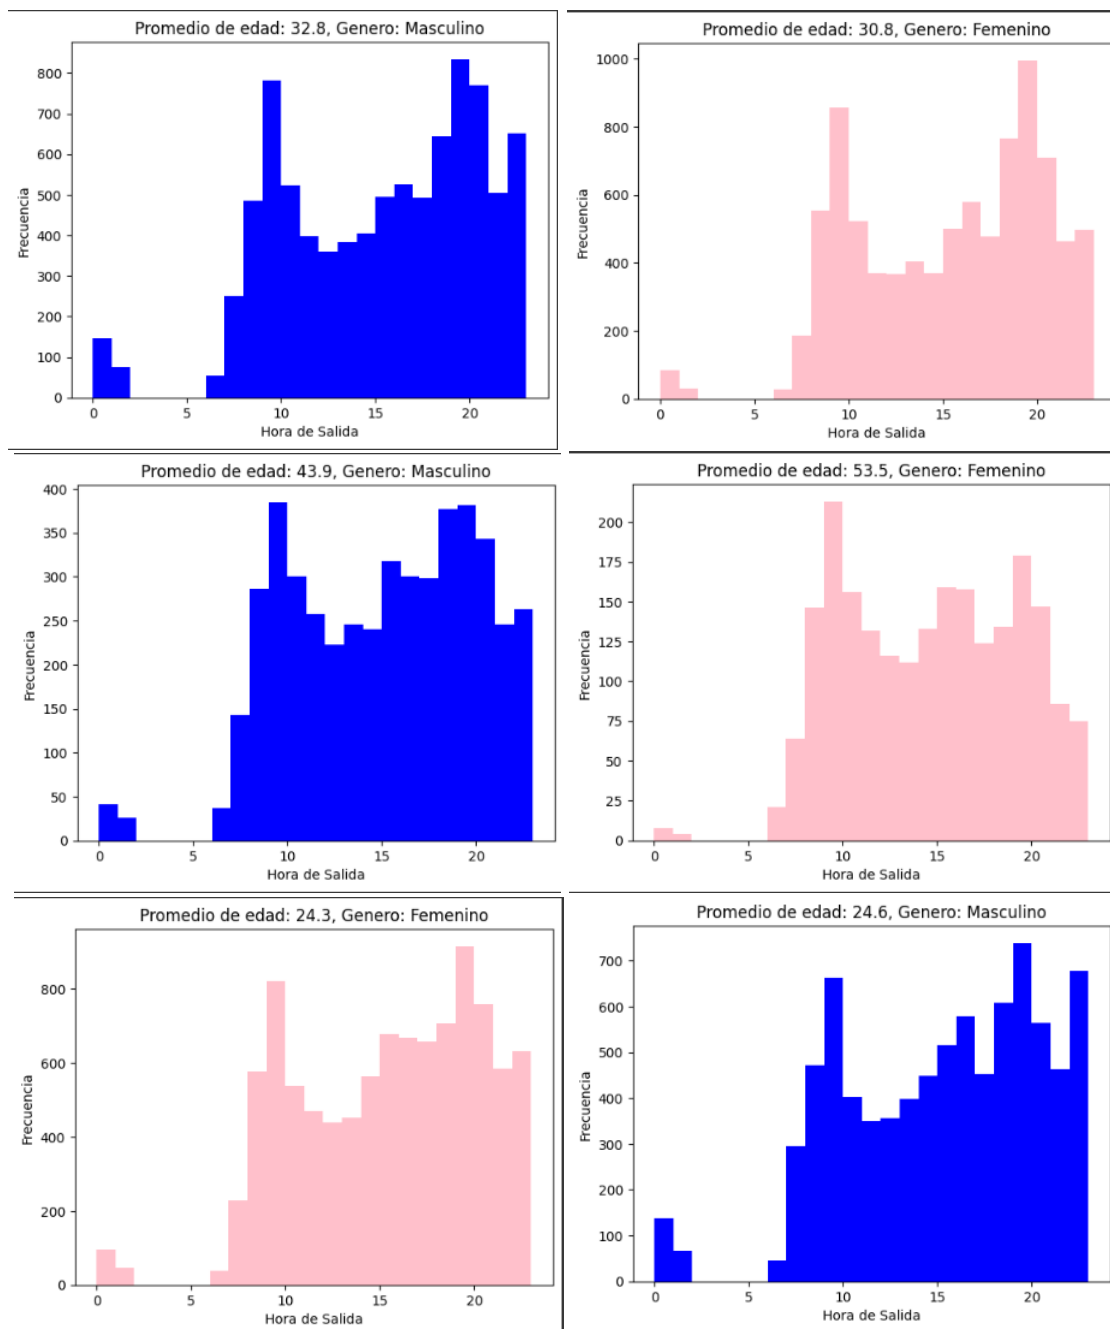 Promedio de edad: 32.8, Genero: Masculino
800
700
600
500
400
300
200
100
0
Frecuencia
0 5 10 15 20
Hora de Salida
Promedio de edad: 30.8, Genero: Femenino
1000
800
600
400
200
0
Frecuencia
0 5 10 15 20
Hora de Salida
Promedio de edad: 43.9, Genero: Masculino
400
350
300
250
200
150
100
50
0
Frecuencia
0 5 10 15 20
Hora de Salida
Promedio de edad: 53.5, Genero: Femenino
200
175
150
125
100
75
50
25
0
Frecuencia
0 5 10 15 20
Hora de Salida
Promedio de edad: 24.3, Genero: Femenino
800
600
400
200
0
Frecuencia
0 5 10 15 20
Hora de Salida
Promedio de edad: 24.6, Genero: Masculino
700
600
500
400
300
200
100
0
Frecuencia
0 5 10 15 20
Hora de Salida